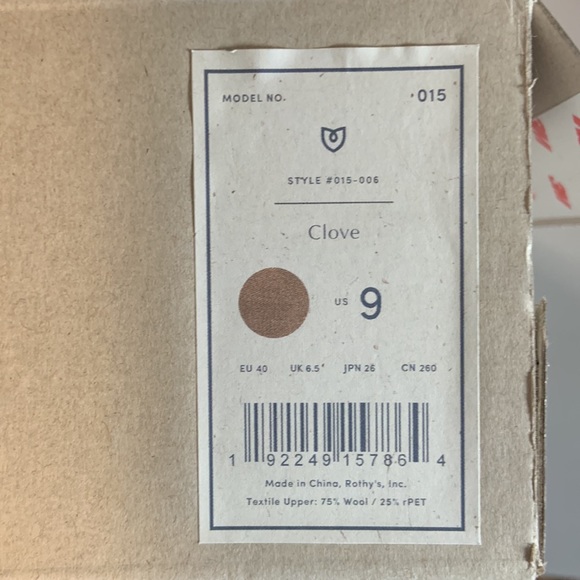 MODEL NO. 015
STYLE #015-006
Clove
US 9
EU 40 UK 6.5 JPN 26 CN 260
1 92249 15786 4
Made in China, Rothy's, Inc.
Textile Upper: 75% Wool / 25% rPET